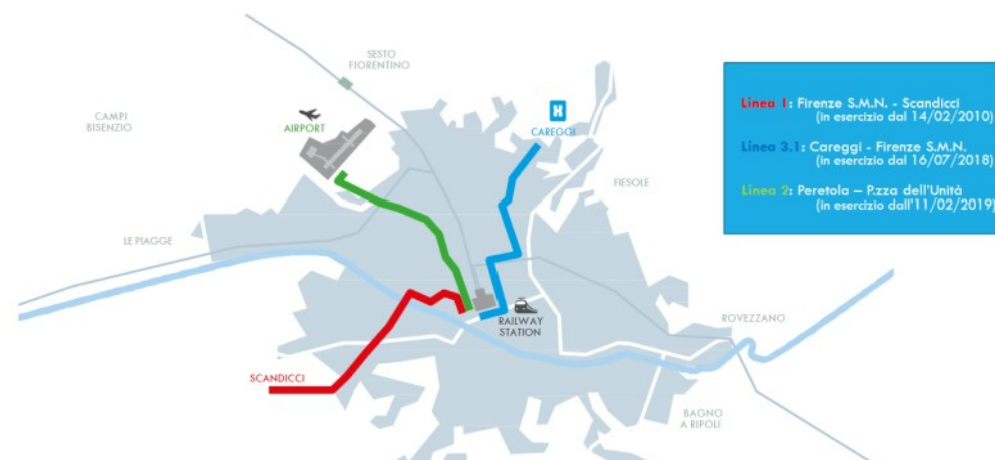 SESTO
FIORENTINO
CAMPI
BISENZIO
AIRPORT
H
CAREGGI
FIESOLE
LE PIAGGE
RAILWAY
STATION
ROVEZZANO
SCANDICCI
BAGNO
A RIPOLI
Linea 1: Firenze S.M.N. - Scandicci
(in esercizio dal 14/02/2010)
Linea 3.1: Careggi - Firenze S.M.N.
(in esercizio dal 16/07/2018)
Linea 2: Peretola – P.zza dell'Unità
(in esercizio dall'11/02/2019)